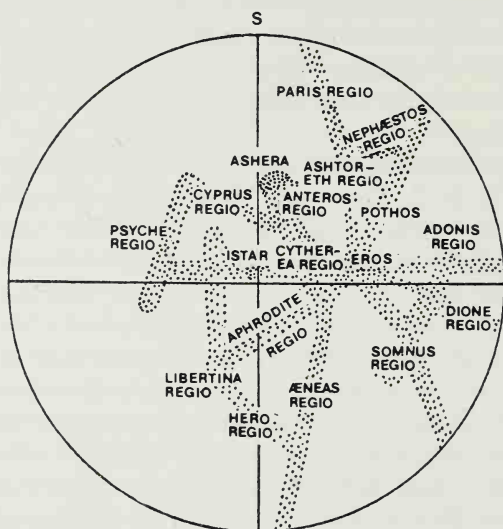 S
PARIS REGIO
NEPHÆSTOS
REGIO
ASHERA
ASHTOR-
ETH REGIO
CYPRUS
REGIO
ANTEROS
REGIO
POTHOS
PSYCHE
REGIO
ADONIS
REGIO
ISTAR
CYTHER-
EA REGIO
EROS
APHRODITE
REGIO
DIONE
REGIO
SOMNUS
REGIO
LIBERTINA
REGIO
ÆNEAS
REGIO
HERO
REGIO